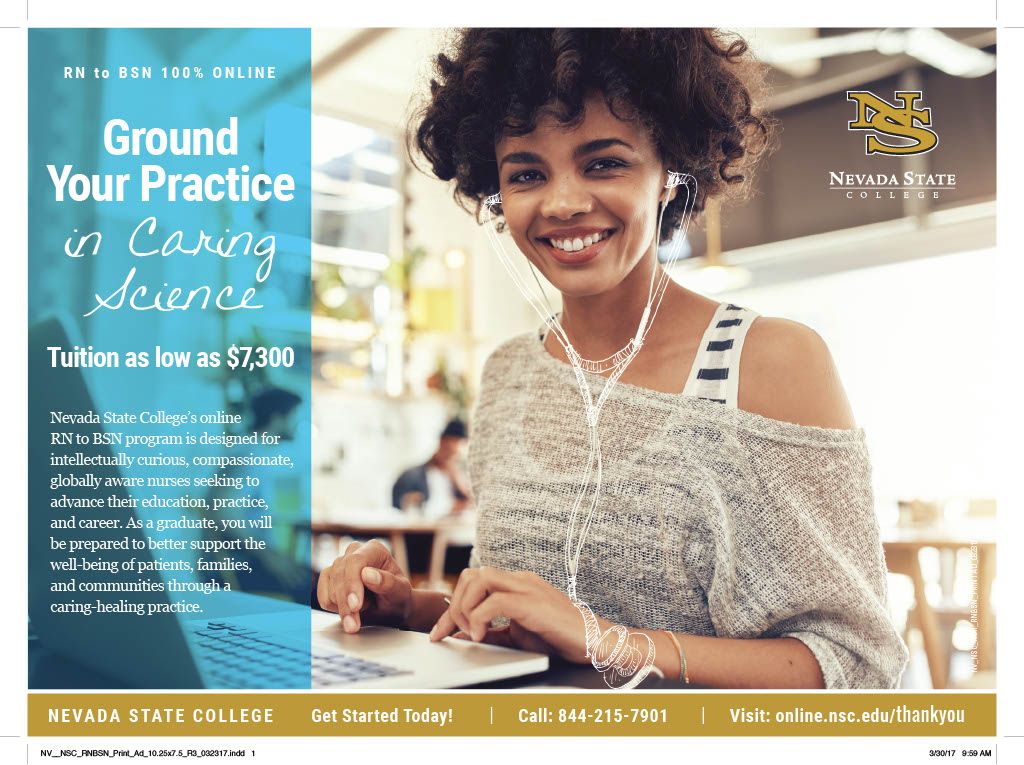 RN to BSN 100% ONLINE
Ground
Your Practice
in Caring
Science
Tuition as low as $7,300
Nevada State College’s online
RN to BSN program is designed for
intellectually curious, compassionate,
globally aware nurses seeking to
advance their education, practice,
and career. As a graduate, you will
be prepared to better support the
well-being of patients, families,
and communities through a
caring-healing practice.
NS
NEVADA STATE
COLLEGE
NEVADA STATE COLLEGE Get Started Today! | Call: 844-215-7901 | Visit: online.nsc.edu/thankyou
NV__NSC_RNBSN_Print_Ad_10.25x7.5_R3_032317.indd 1 3/30/17 9:59 AM